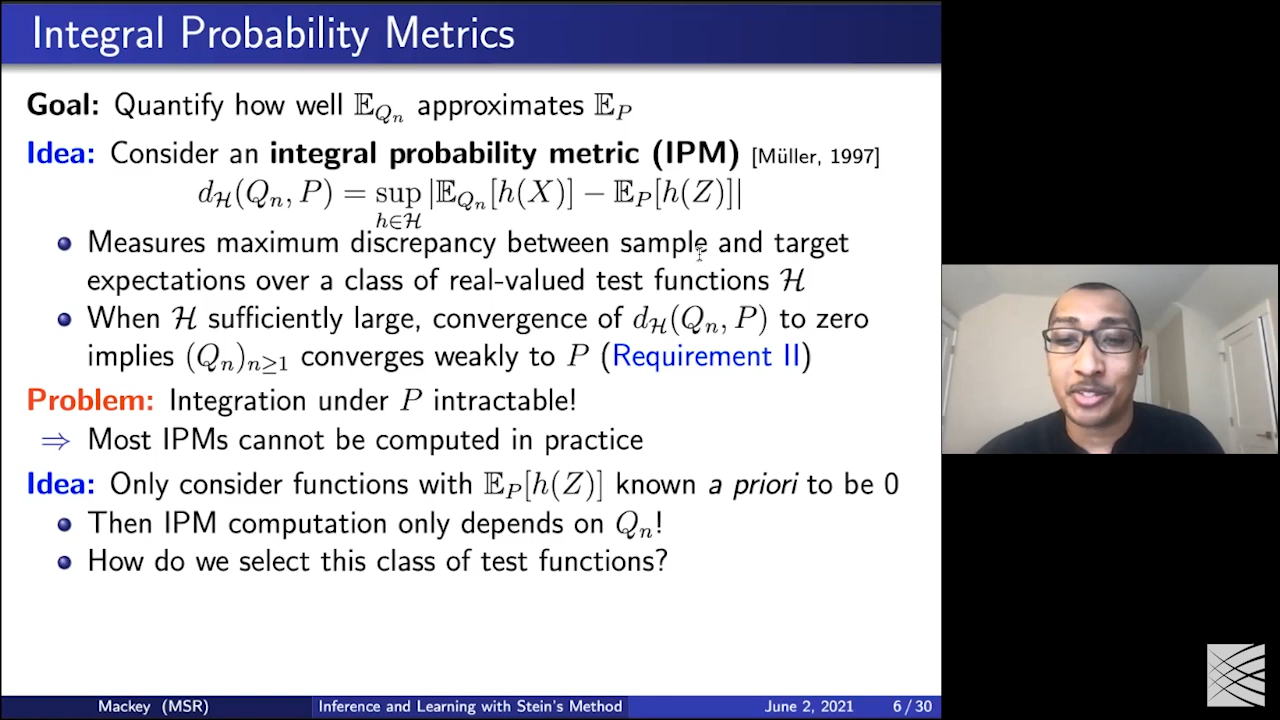 Integral Probability Metrics
Goal: Quantify how well 𝔼_{Q_n} approximates 𝔼_P
Idea: Consider an integral probability metric (IPM) [Müller, 1997]
d_ℋ(Q_n, P) = sup_{h∈ℋ} |𝔼_{Q_n}[h(X)] − 𝔼_P[h(Z)]|
• Measures maximum discrepancy between sample and target
expectations over a class of real-valued test functions ℋ
• When ℋ sufficiently large, convergence of d_ℋ(Q_n, P) to zero
implies (Q_n)_{n≥1} converges weakly to P (Requirement II)
Problem: Integration under P intractable!
⇒ Most IPMs cannot be computed in practice
Idea: Only consider functions with 𝔼_P[h(Z)] known a priori to be 0
• Then IPM computation only depends on Q_n!
• How do we select this class of test functions?
Mackey (MSR) Inference and Learning with Stein's Method June 2, 2021 6 / 30